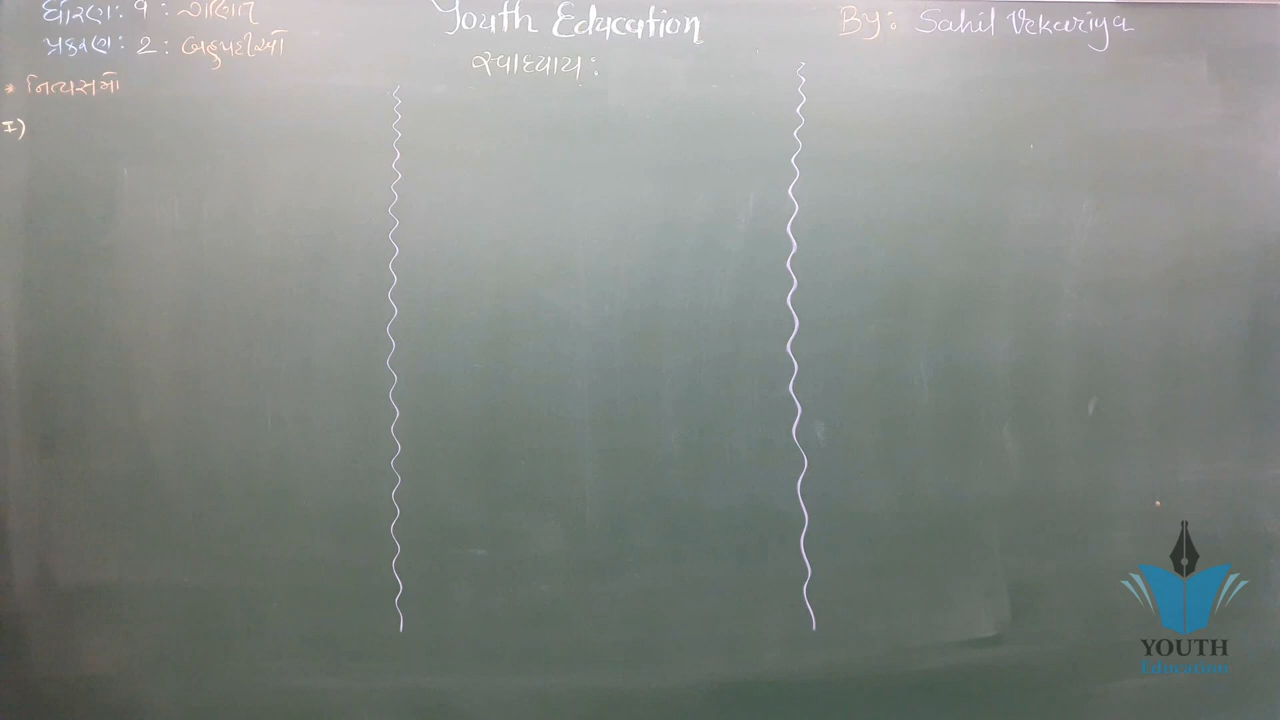 ધોરણ: 9 : ગણિત
પ્રકરણ: 2 : બહુપદીઓ
Youth Education
સ્વાધ્યાય:
By: Sahil Vekariya
* નિત્યસમો
I)
YOUTH
Education